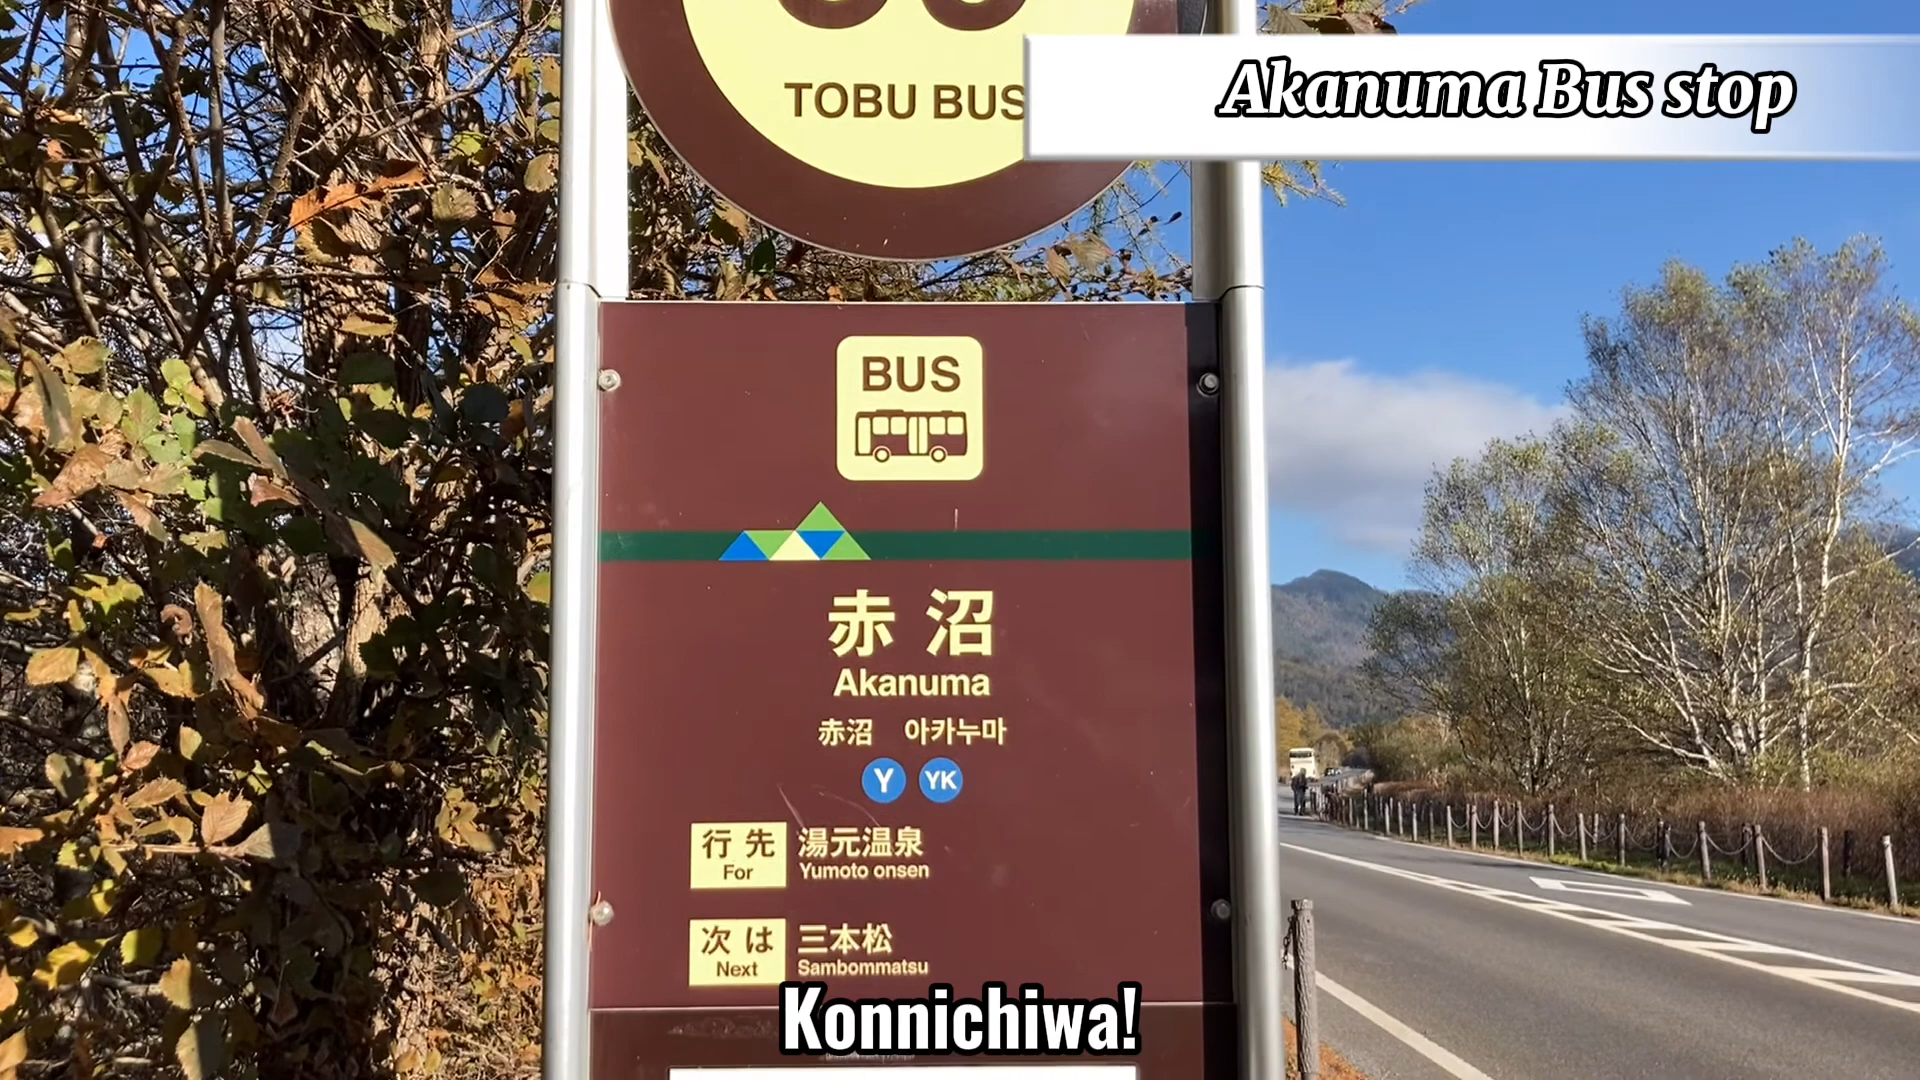 TOBU BUS
Akanuma Bus stop
BUS
赤沼
Akanuma
赤沼 아카누마
Y YK
行先 湯元温泉
For Yumoto onsen
次は 三本松
Next Sambommatsu
Konnichiwa!